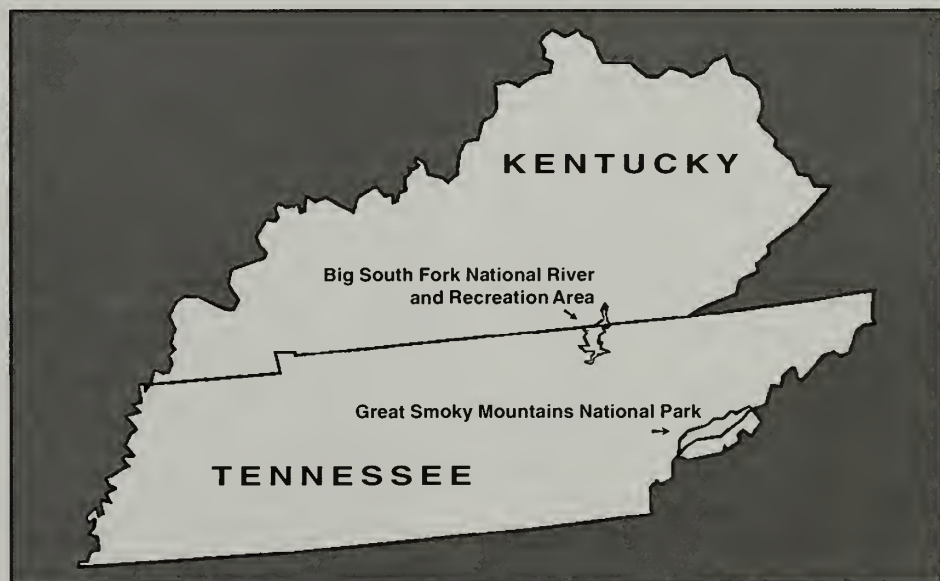 KENTUCKY
Big South Fork National River
and Recreation Area
Great Smoky Mountains National Park
TENNESSEE